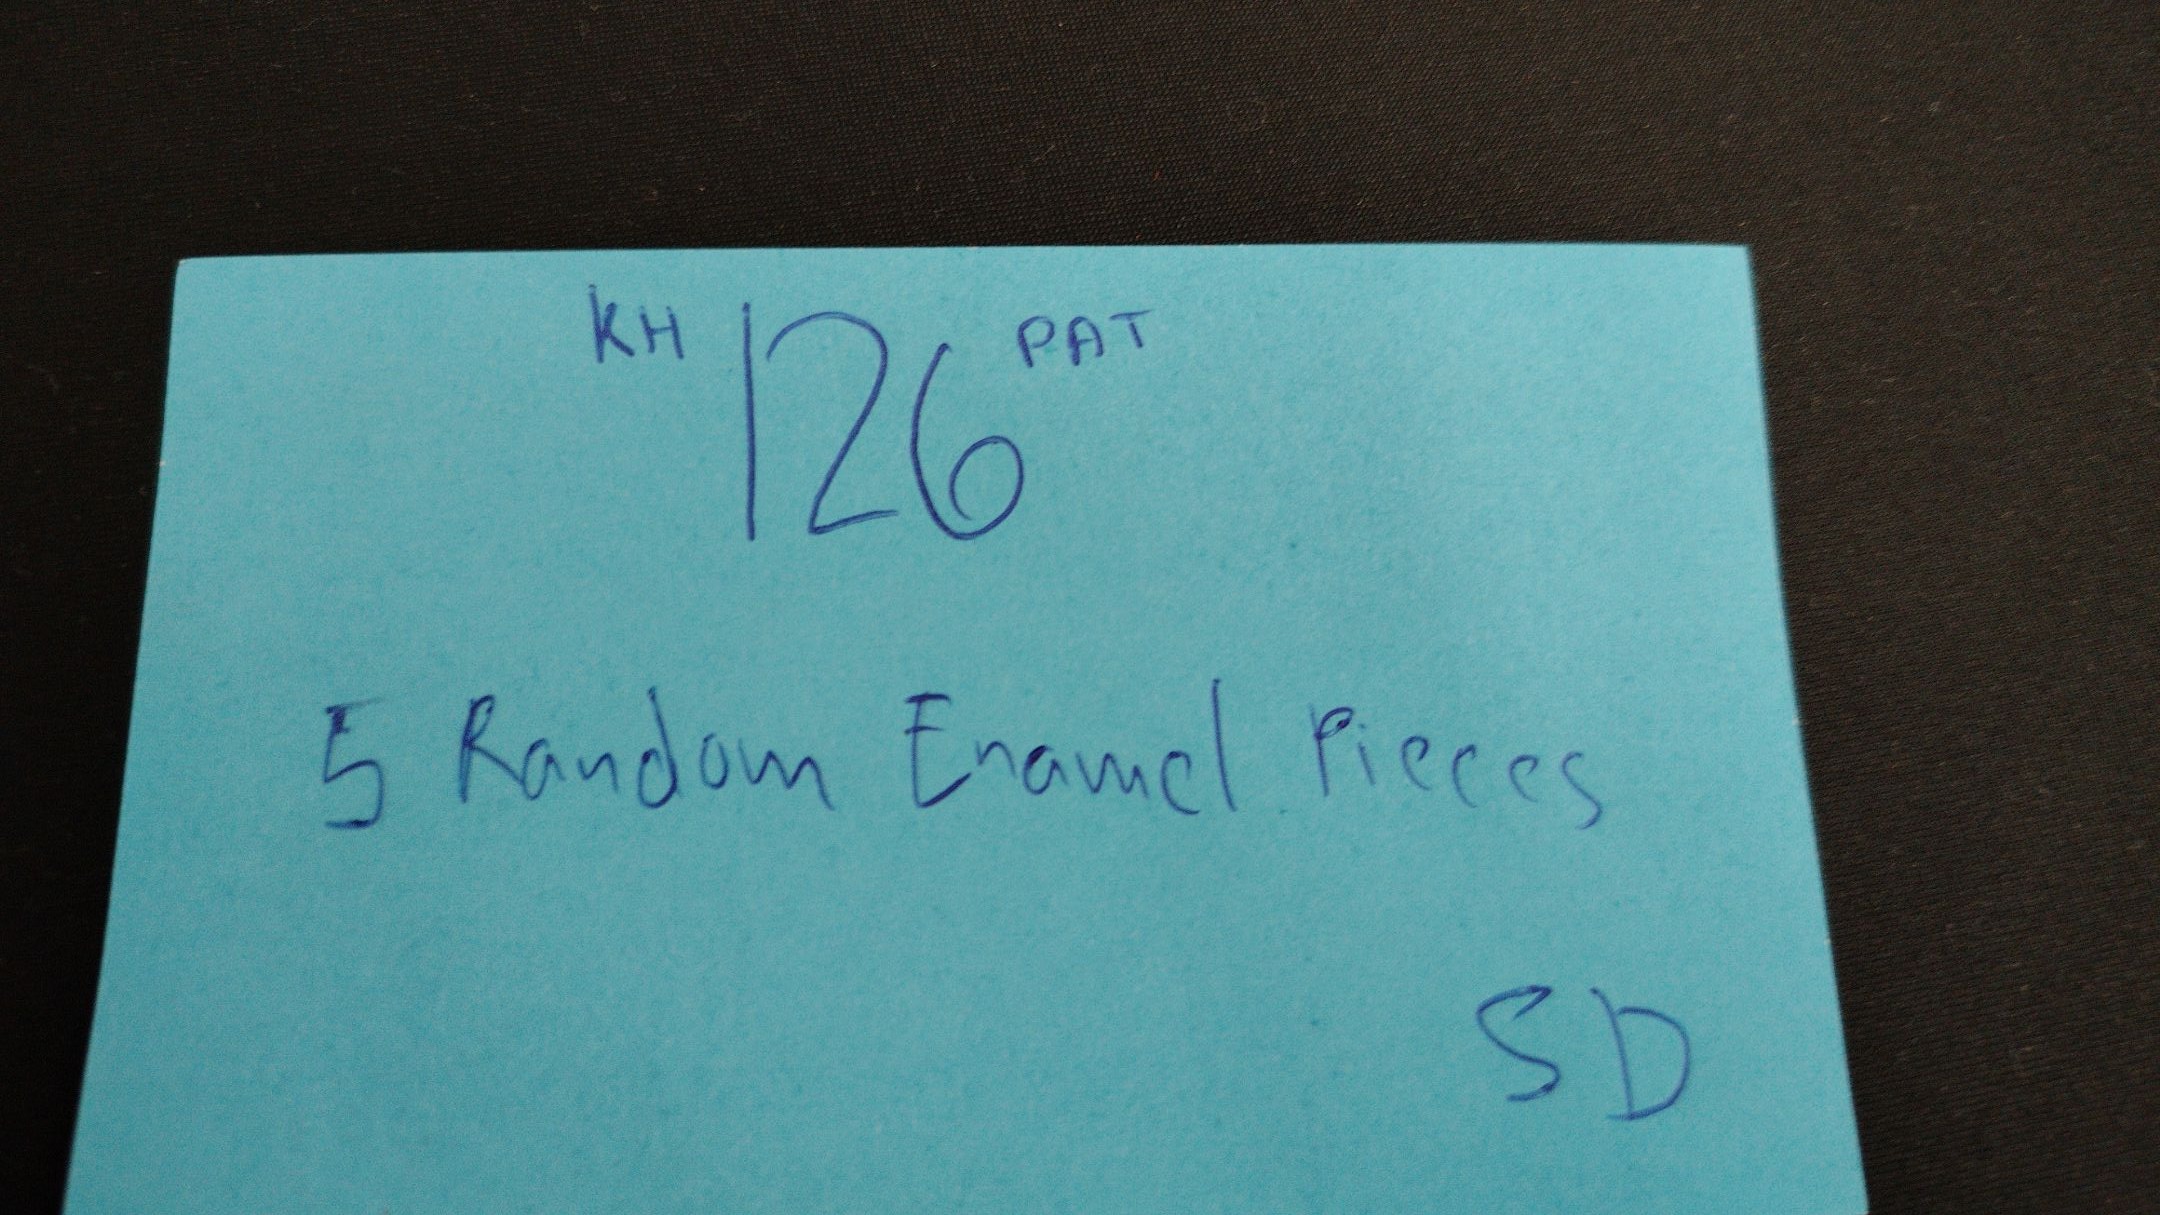 KH 126 PAT
5 Random Enamel Pieces
SD